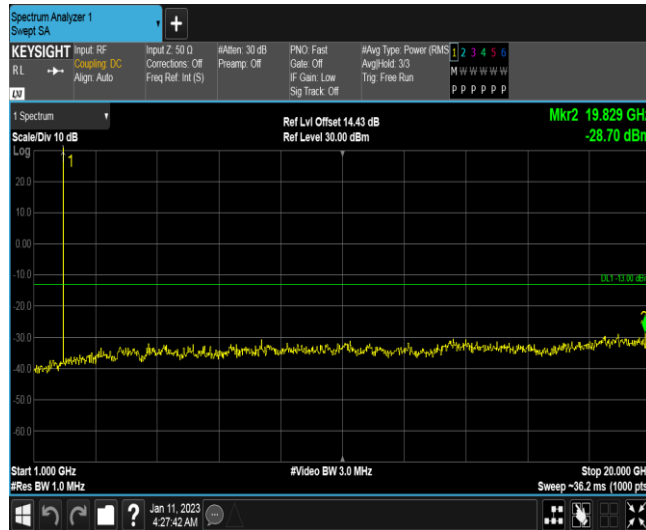 Spectrum Analyzer 1
Swept SA
KEYSIGHT
RL
LXI
Input: RF
Coupling: DC
Align: Auto
Input Z: 50 Ω
Corrections: Off
Freq Ref: Int (S)
#Atten: 30 dB
Preamp: Off
PNO: Fast
Gate: Off
IF Gain: Low
Sig Track: Off
#Avg Type: Power (RMS
Avg|Hold: 3/3
Trig: Free Run
1 2 3 4 5 6
M W W W W W
P P P P P P
1 Spectrum
Scale/Div 10 dB
Log
Ref Lvl Offset 14.43 dB
Ref Level 30.00 dBm
Mkr2 19.829 GHz
-28.70 dBm
1
20.0
10.0
0.00
-10.0
DL1 -13.00 dB
-20.0
-30.0
-40.0
-50.0
-60.0
Start 1.000 GHz
#Res BW 1.0 MHz
#Video BW 3.0 MHz
Stop 20.000 GH
Sweep ~36.2 ms (1000 pts
?
Jan 11, 2023
4:27:42 AM